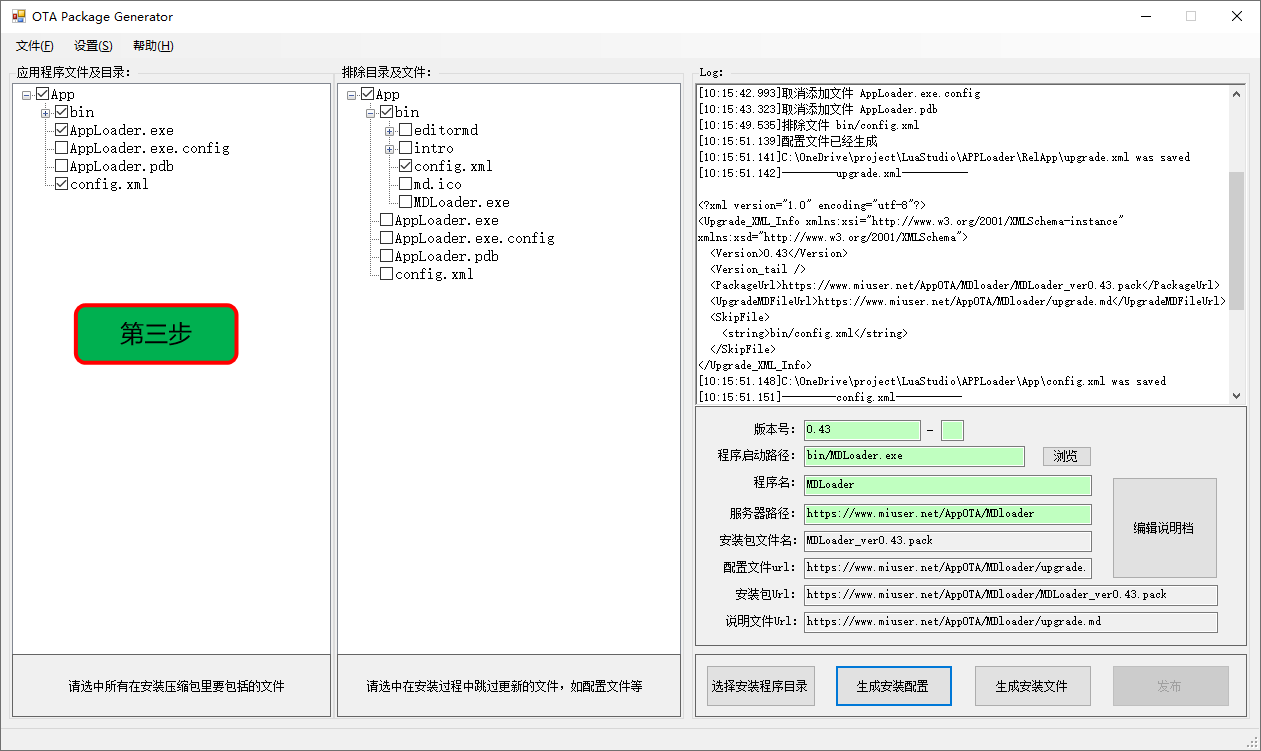 OTA Package Generator
文件(F) 设置(S) 帮助(H)
应用程序文件及目录:
App
bin
AppLoader.exe
AppLoader.exe.config
AppLoader.pdb
config.xml
第三步
请选中所有在安装压缩包里要包括的文件
排除目录及文件:
App
bin
editormd
intro
config.xml
md.ico
MDLoader.exe
AppLoader.exe
AppLoader.exe.config
AppLoader.pdb
config.xml
请选中在安装过程中跳过更新的文件, 如配置文件等
Log:
[10:15:42.993]取消添加文件 AppLoader.exe.config
[10:15:43.323]取消添加文件 AppLoader.pdb
[10:15:49.535]排除文件 bin/config.xml
[10:15:51.139]配置文件已经生成
[10:15:51.141]C:\OneDrive\project\LuaStudio\APPLoader\RelApp\upgrade.xml was saved
[10:15:51.142]—————upgrade.xml——————
<?xml version="1.0" encoding="utf-8"?>
<Upgrade_XML_Info xmlns:xsi="http://www.w3.org/2001/XMLSchema-instance"
xmlns:xsd="http://www.w3.org/2001/XMLSchema">
<Version>0.43</Version>
<Version_tail />
<PackageUrl>https://www.miuser.net/AppOTA/MDloader/MDLoader_ver0.43.pack</PackageUrl>
<UpgradeMDFileUrl>https://www.miuser.net/AppOTA/MDloader/upgrade.md</UpgradeMDFileUrl>
<SkipFile>
<string>bin/config.xml</string>
</SkipFile>
</Upgrade_XML_Info>
[10:15:51.148]C:\OneDrive\project\LuaStudio\APPLoader\App\config.xml was saved
[10:15:51.151]—————config.xml——————
版本号: 0.43 -
程序启动路径: bin/MDLoader.exe 浏览
程序名: MDLoader
服务器路径: https://www.miuser.net/AppOTA/MDloader
安装包文件名: MDLoader_ver0.43.pack
配置文件url: https://www.miuser.net/AppOTA/MDloader/upgrade.
安装包Url: https://www.miuser.net/AppOTA/MDloader/MDLoader_ver0.43.pack
说明文件Url: https://www.miuser.net/AppOTA/MDloader/upgrade.md
编辑说明档
选择安装程序目录 生成安装配置 生成安装文件 发布